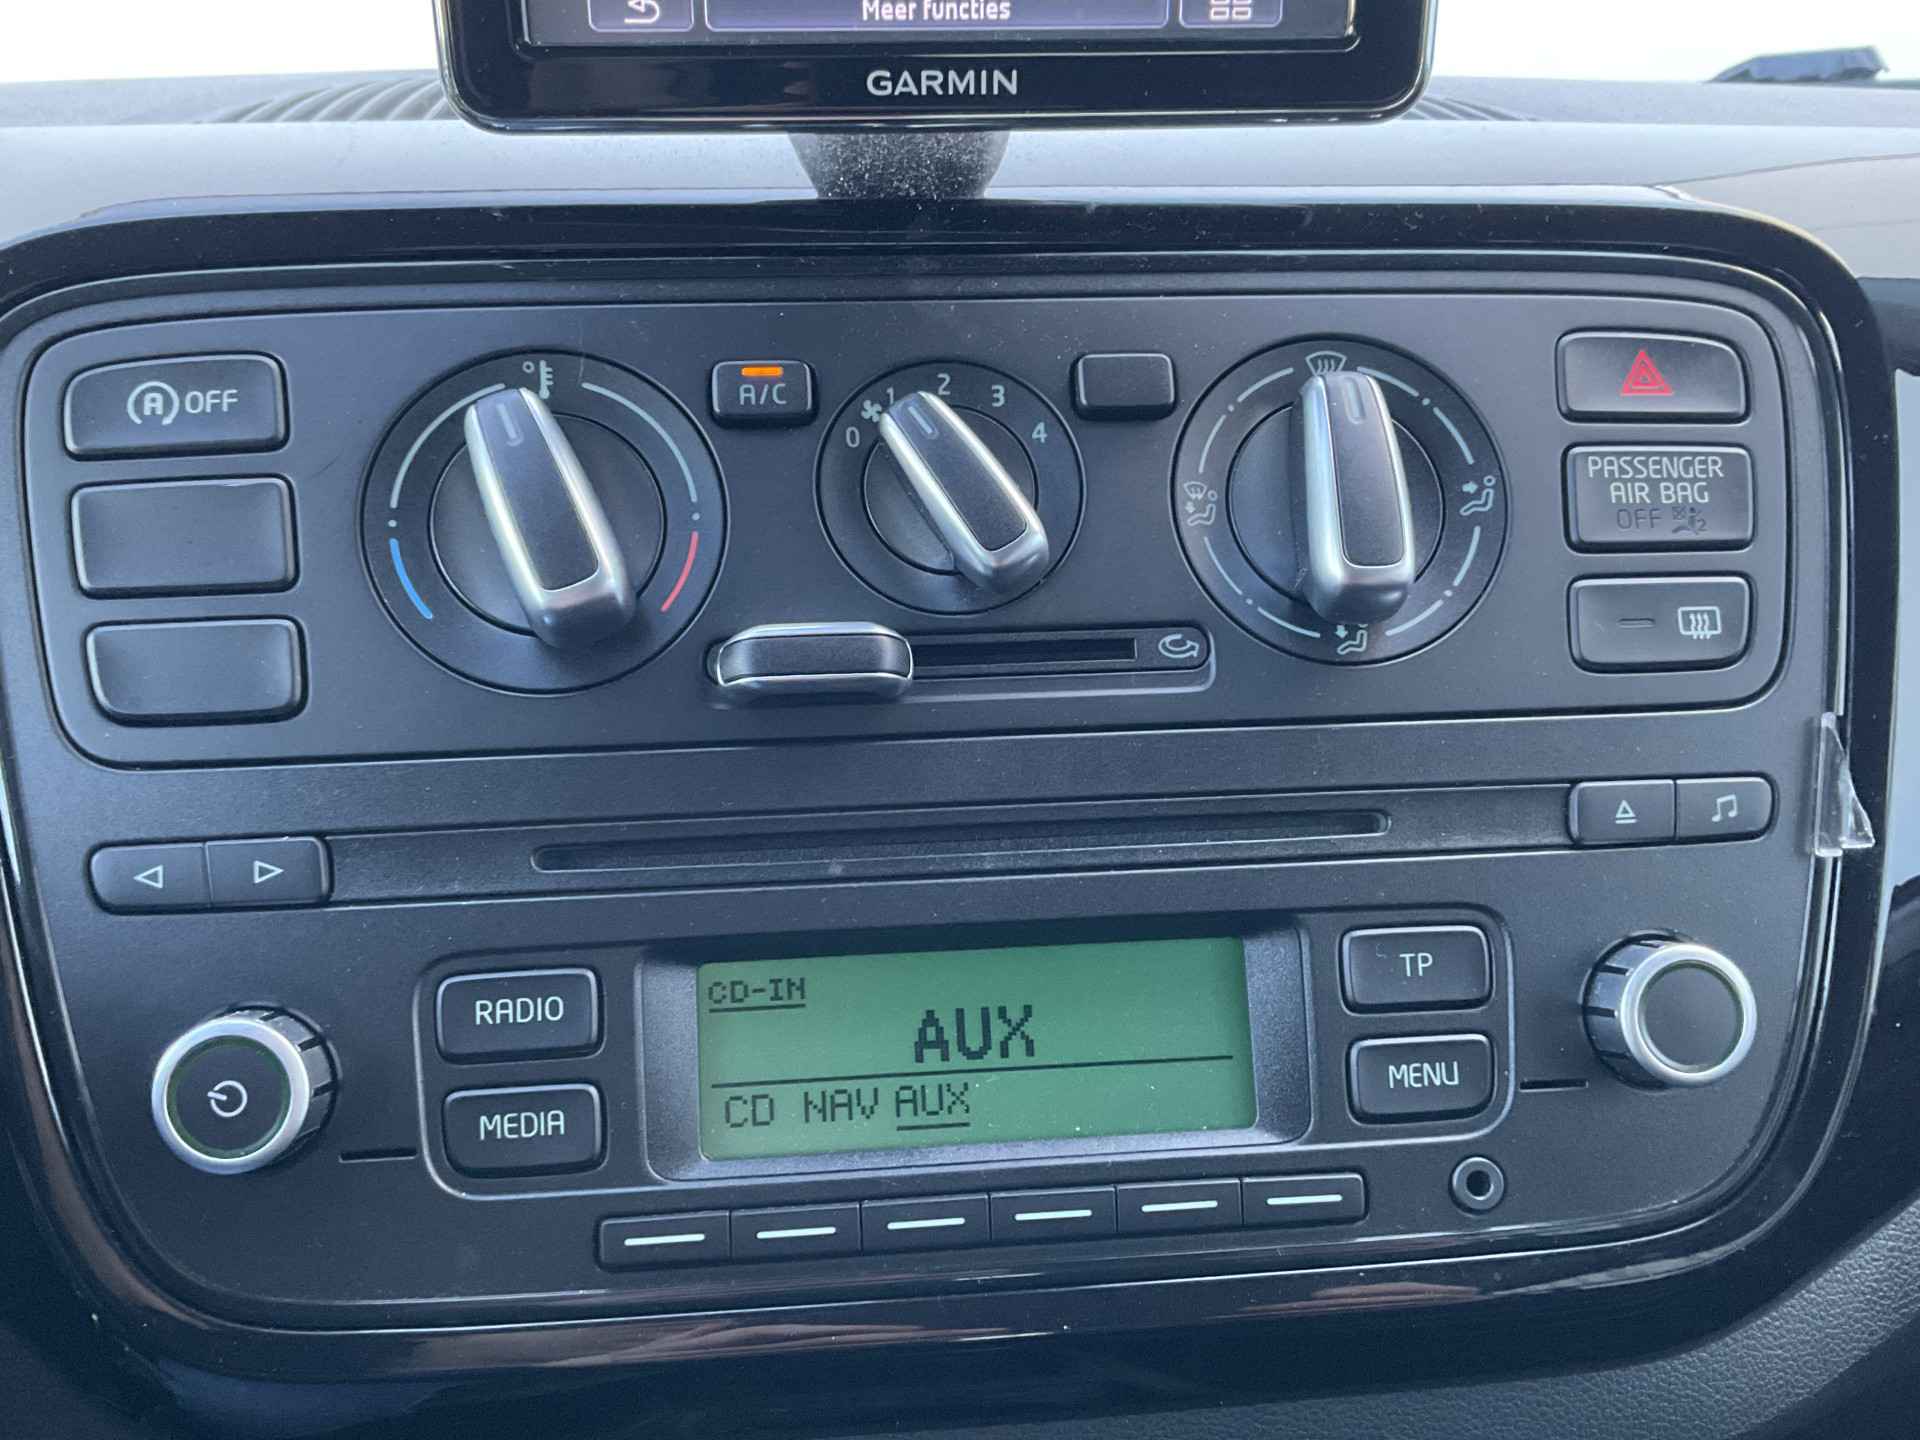 Meer functies
GARMIN
A OFF
A/C
0 1 2 3 4
PASSENGER
AIR BAG
OFF
2
RADIO
MEDIA
CD-IN
AUX
CD NAV AUX
TP
MENU